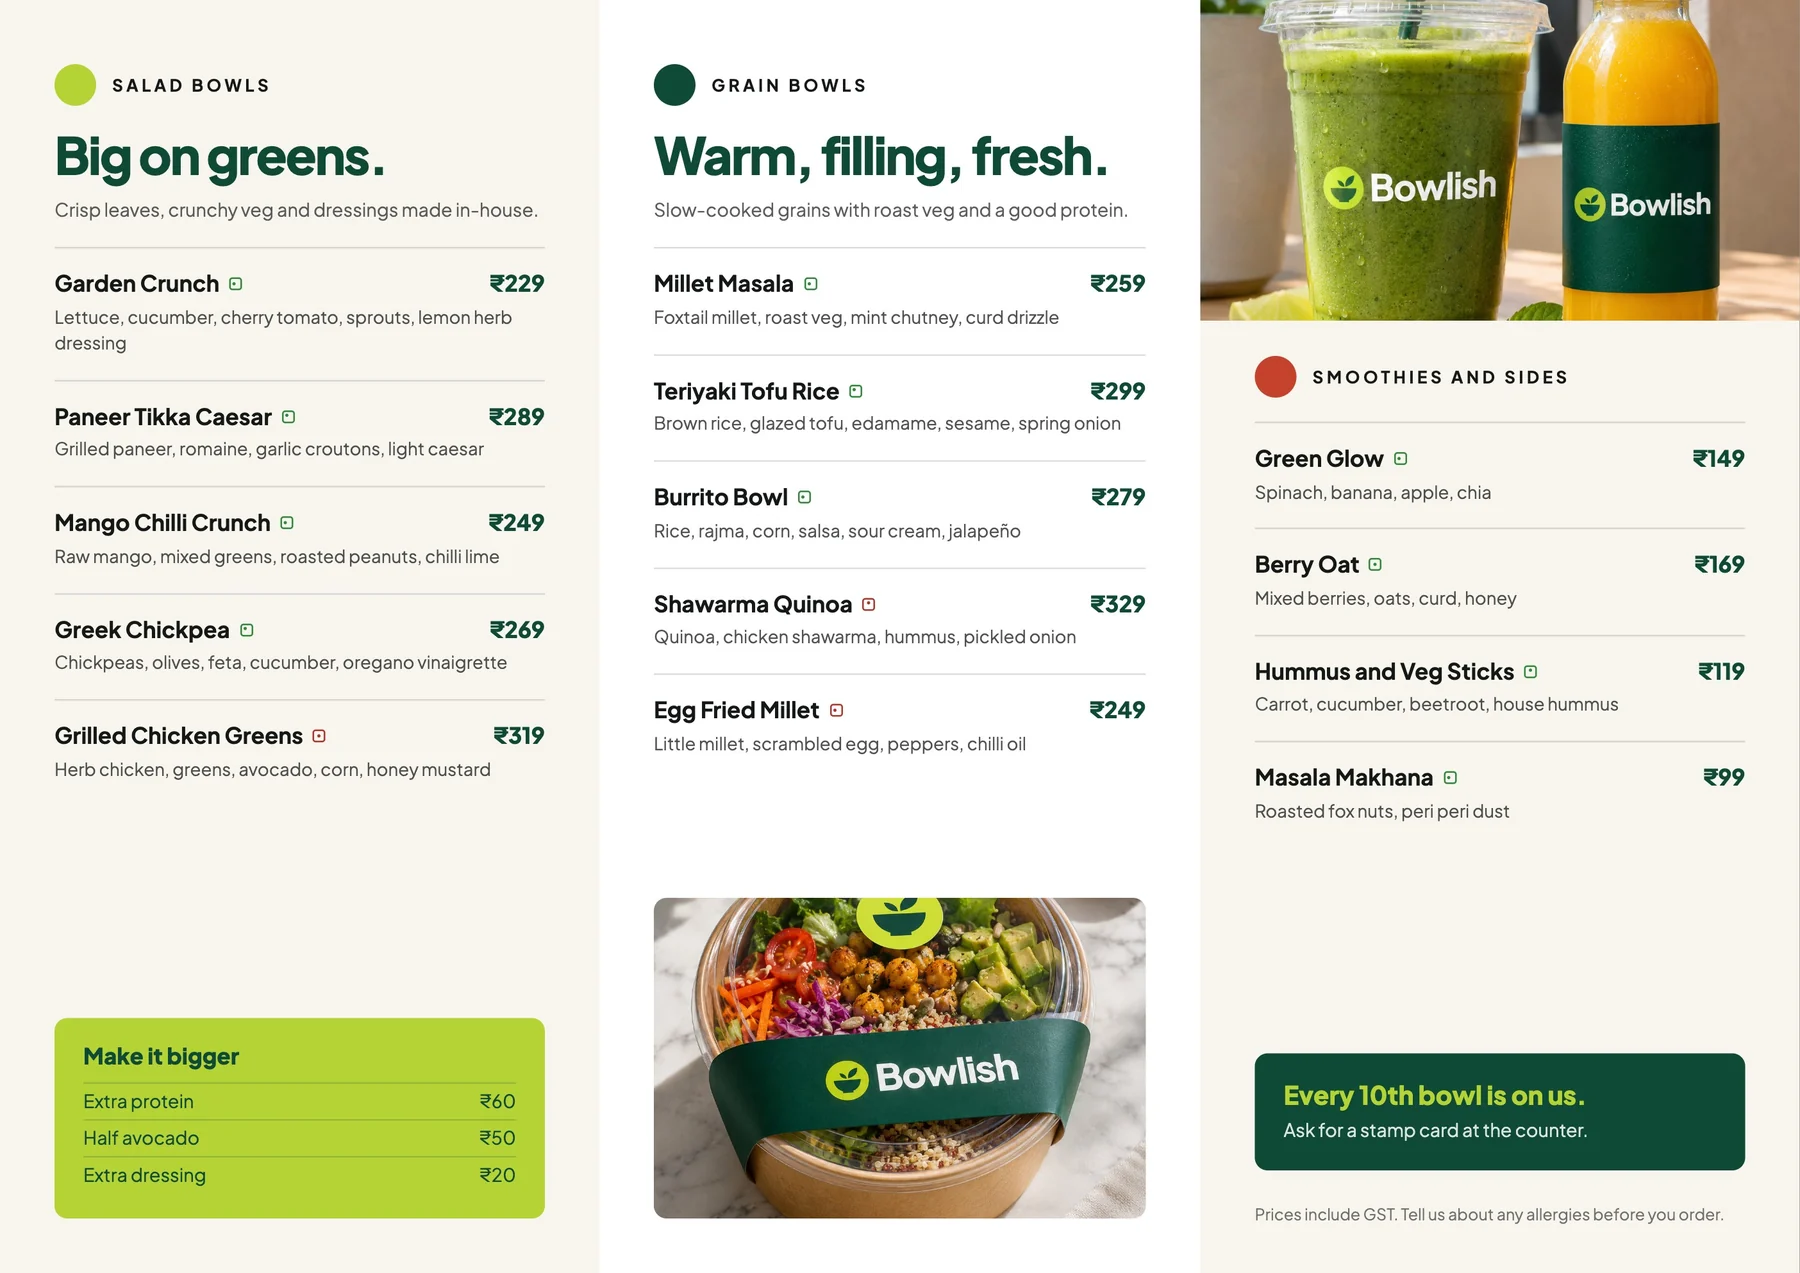 SALAD BOWLS
Big on greens.
Crisp leaves, crunchy veg and dressings made in-house.
Garden Crunch ₹229
Lettuce, cucumber, cherry tomato, sprouts, lemon herb
dressing
Paneer Tikka Caesar ₹289
Grilled paneer, romaine, garlic croutons, light caesar
Mango Chilli Crunch ₹249
Raw mango, mixed greens, roasted peanuts, chilli lime
Greek Chickpea ₹269
Chickpeas, olives, feta, cucumber, oregano vinaigrette
Grilled Chicken Greens ₹319
Herb chicken, greens, avocado, corn, honey mustard
Make it bigger
Extra protein ₹60
Half avocado ₹50
Extra dressing ₹20
GRAIN BOWLS
Warm, filling, fresh.
Slow-cooked grains with roast veg and a good protein.
Millet Masala ₹259
Foxtail millet, roast veg, mint chutney, curd drizzle
Teriyaki Tofu Rice ₹299
Brown rice, glazed tofu, edamame, sesame, spring onion
Burrito Bowl ₹279
Rice, rajma, corn, salsa, sour cream, jalapeño
Shawarma Quinoa ₹329
Quinoa, chicken shawarma, hummus, pickled onion
Egg Fried Millet ₹249
Little millet, scrambled egg, peppers, chilli oil
Bowlish
Bowlish
Bowlish
SMOOTHIES AND SIDES
Green Glow ₹149
Spinach, banana, apple, chia
Berry Oat ₹169
Mixed berries, oats, curd, honey
Hummus and Veg Sticks ₹119
Carrot, cucumber, beetroot, house hummus
Masala Makhana ₹99
Roasted fox nuts, peri peri dust
Every 10th bowl is on us.
Ask for a stamp card at the counter.
Prices include GST. Tell us about any allergies before you order.